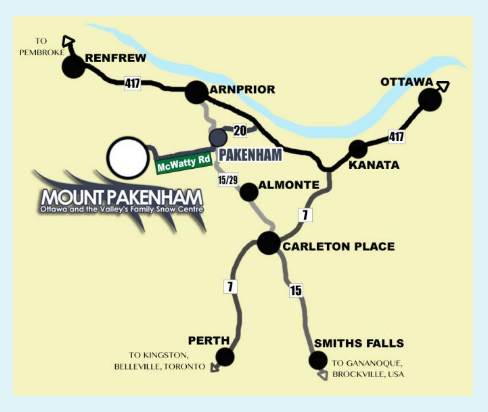 TO
PEMBROKE
RENFREW
417
ARNPRIOR
OTTAWA
20
417
PAKENHAM
KANATA
McWatty Rd
15/29
ALMONTE
MOUNT PAKENHAM
Ottawa and the Valley's Family Snow Centre
7
CARLETON PLACE
7
15
PERTH
SMITHS FALLS
TO KINGSTON,
BELLEVILLE, TORONTO
TO GANANOQUE,
BROCKVILLE, USA